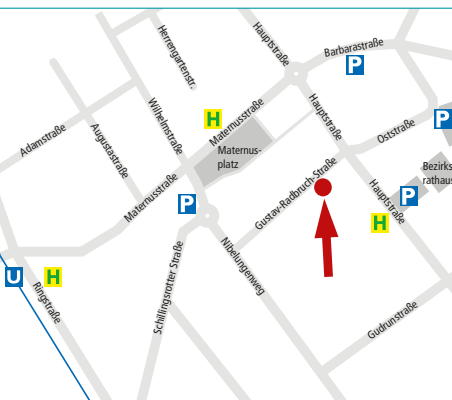 Herrengartenstr.
Hauptstraße
Barbarastraße
P
Hauptstraße
Wilhelmstraße
H
Maternusstraße
P
Oststraße
Adamstraße
Augustastraße
Maternus-
platz
Bezirks
rathaus
Maternusstraße
P
Gustav-Radbruch-Straße
Hauptstraße
P
H
U
H
Ringstraße
Schillingsrotter Straße
Nibelungenweg
Gudrunstraße